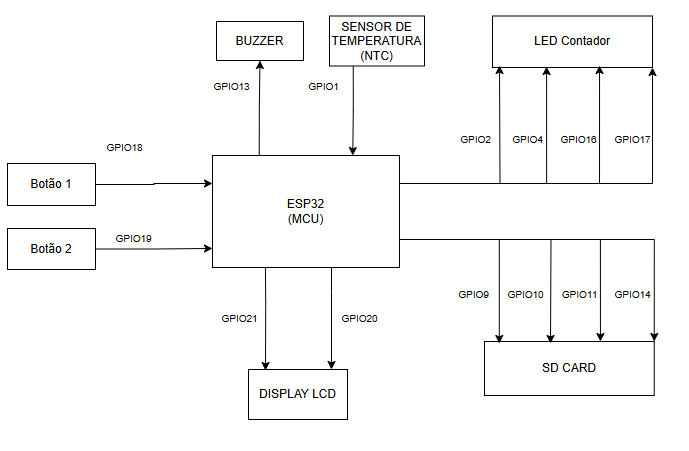 BUZZER
SENSOR DE
TEMPERATURA
(NTC)
LED Contador
GPIO13
GPIO1
GPIO2
GPIO4
GPIO16
GPIO17
GPIO18
Botão 1
ESP32
(MCU)
GPIO19
Botão 2
GPIO9
GPIO10
GPIO11
GPIO14
GPIO21
GPIO20
SD CARD
DISPLAY LCD